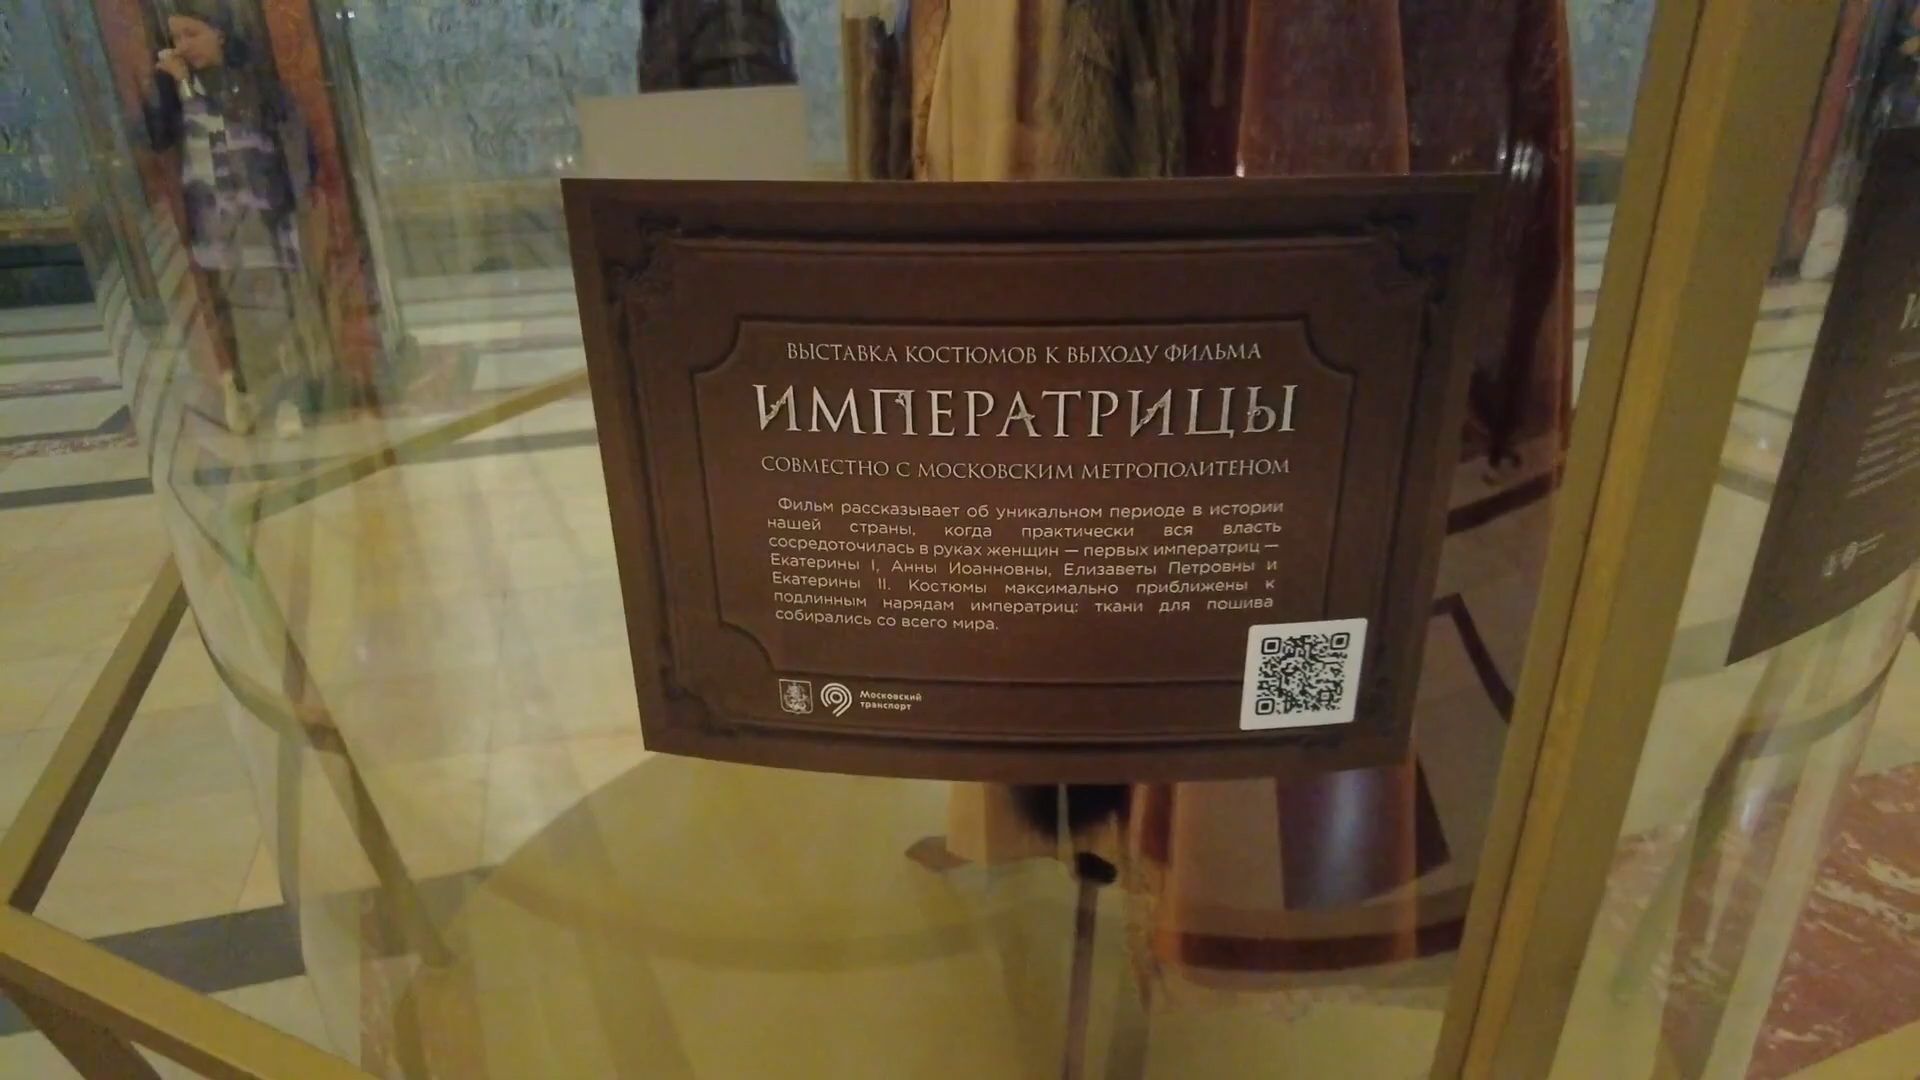 ВЫСТАВКА КОСТЮМОВ К ВЫХОДУ ФИЛЬМА
ИМПЕРАТРИЦЫ
СОВМЕСТНО С МОСКОВСКИМ МЕТРОПОЛИТЕНОМ
Фильм рассказывает об уникальном периоде в истории
нашей страны, когда практически вся власть
сосредоточилась в руках женщин — первых императриц —
Екатерины I, Анны Иоанновны, Елизаветы Петровны и
Екатерины II. Костюмы максимально приближены к
подлинным нарядам императриц: ткани для пошива
собирались со всего мира.
Московский
транспорт